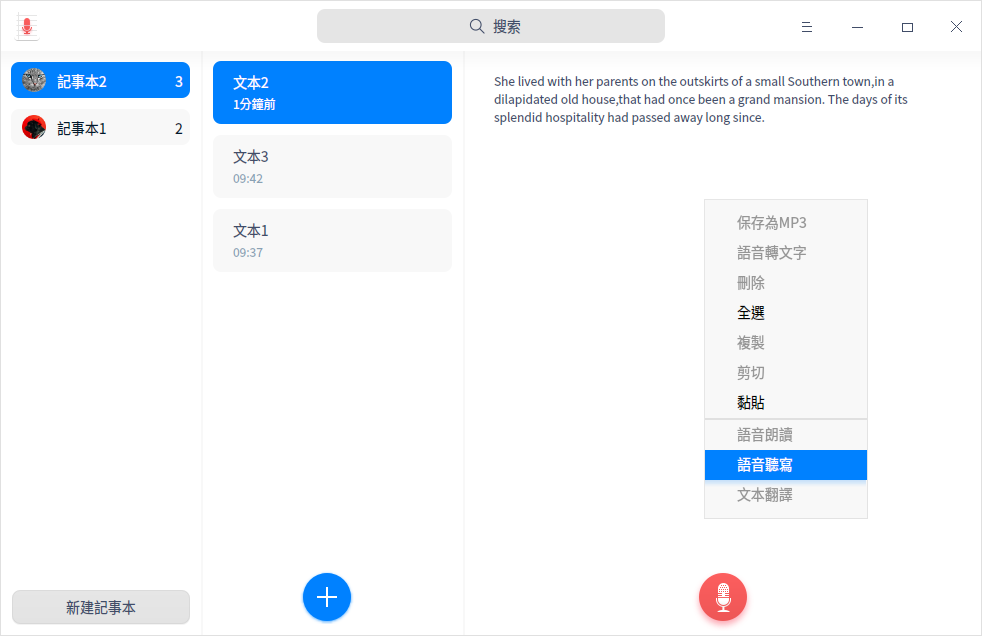 搜索
記事本2 3
記事本1 2
新建記事本
文本2
1分鐘前
文本3
09:42
文本1
09:37
She lived with her parents on the outskirts of a small Southern town,in a
dilapidated old house,that had once been a grand mansion. The days of its
splendid hospitality had passed away long since.
保存為MP3
語音轉文字
刪除
全選
複製
剪切
黏貼
語音朗讀
語音聽寫
文本翻譯